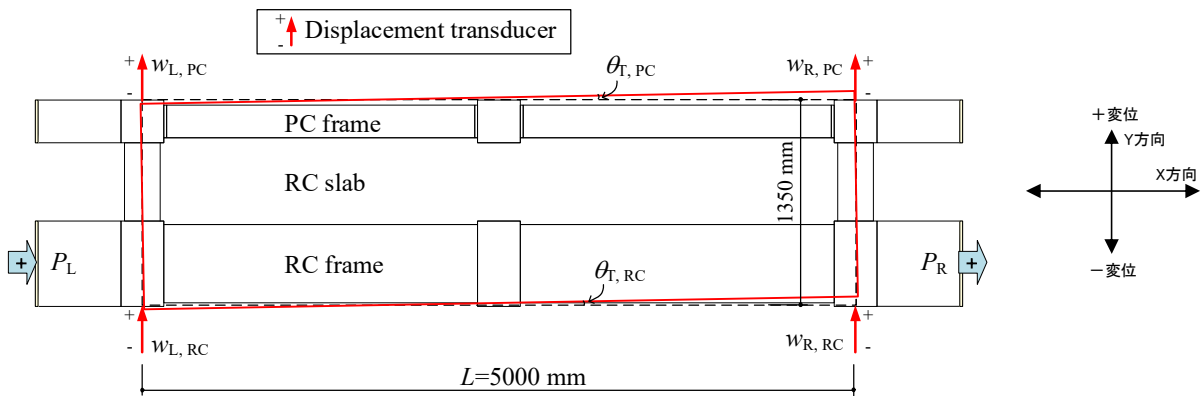 +
- Displacement transducer
+ w_L, PC
-
θ_T, PC
w_R, PC +
-
PC frame
RC slab
1350 mm
+変位
Y方向
X方向
−変位
+ P_L
RC frame
P_R +
θ_T, RC
+
- w_L, RC
+
w_R, RC -
L=5000 mm